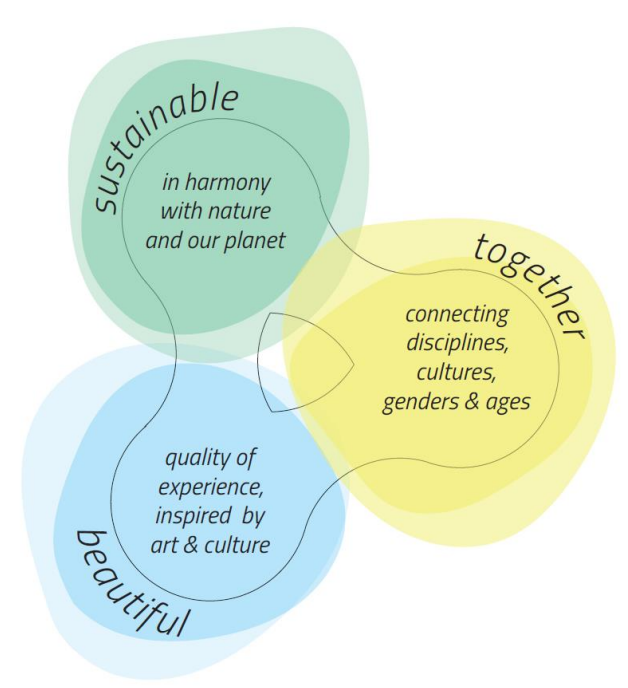 sustainable
in harmony
with nature
and our planet
together
connecting
disciplines,
cultures,
genders & ages
quality of
experience,
inspired by
art & culture
beautiful